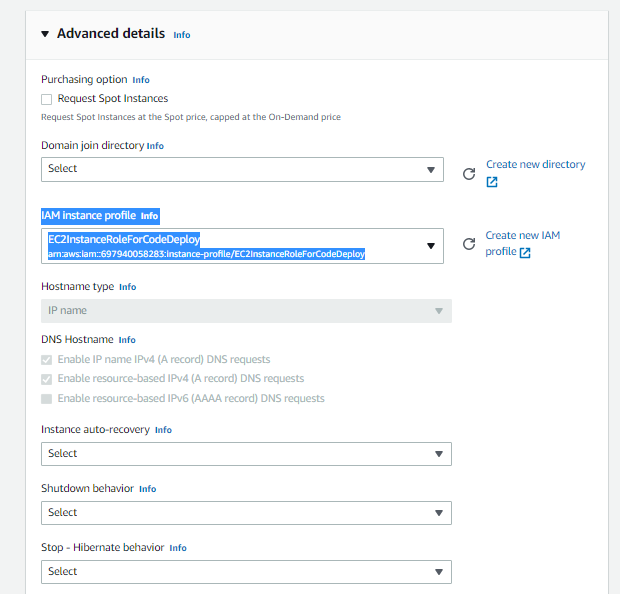 Advanced details Info
Purchasing option Info
Request Spot Instances
Request Spot Instances at the Spot price, capped at the On-Demand price
Domain join directory Info
Select
Create new directory
IAM instance profile Info
EC2InstanceRoleForCodeDeploy
arn:aws:iam::697940058283:instance-profile/EC2InstanceRoleForCodeDeploy
Create new IAM
profile
Hostname type Info
IP name
DNS Hostname Info
Enable IP name IPv4 (A record) DNS requests
Enable resource-based IPv4 (A record) DNS requests
Enable resource-based IPv6 (AAAA record) DNS requests
Instance auto-recovery Info
Select
Shutdown behavior Info
Select
Stop - Hibernate behavior Info
Select